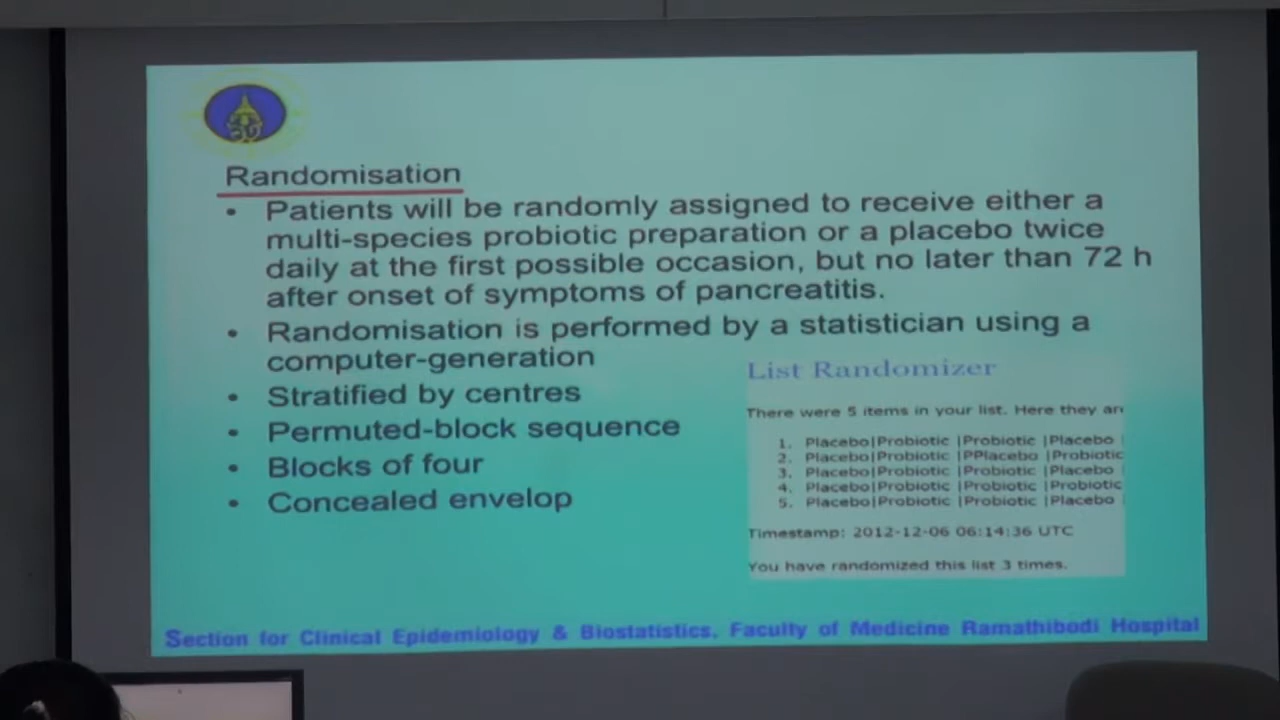 Randomisation
• Patients will be randomly assigned to receive either a
multi-species probiotic preparation or a placebo twice
daily at the first possible occasion, but no later than 72 h
after onset of symptoms of pancreatitis.
• Randomisation is performed by a statistician using a
computer-generation
• Stratified by centres
• Permuted-block sequence
• Blocks of four
• Concealed envelop
List Randomizer
There were 5 items in your list. Here they are
1. Placebo|Probiotic |Probiotic |Placebo |
2. Placebo|Probiotic |PPlacebo |Probiotic
3. Placebo|Probiotic |Probiotic |Placebo |
4. Placebo|Probiotic |Placebo |Probiotic
5. Placebo|Probiotic |Probiotic |Placebo |
Timestamp: 2012-12-06 06:14:36 UTC
You have randomized this list 3 times.
Section for Clinical Epidemiology & Biostatistics, Faculty of Medicine Ramathibodi Hospital